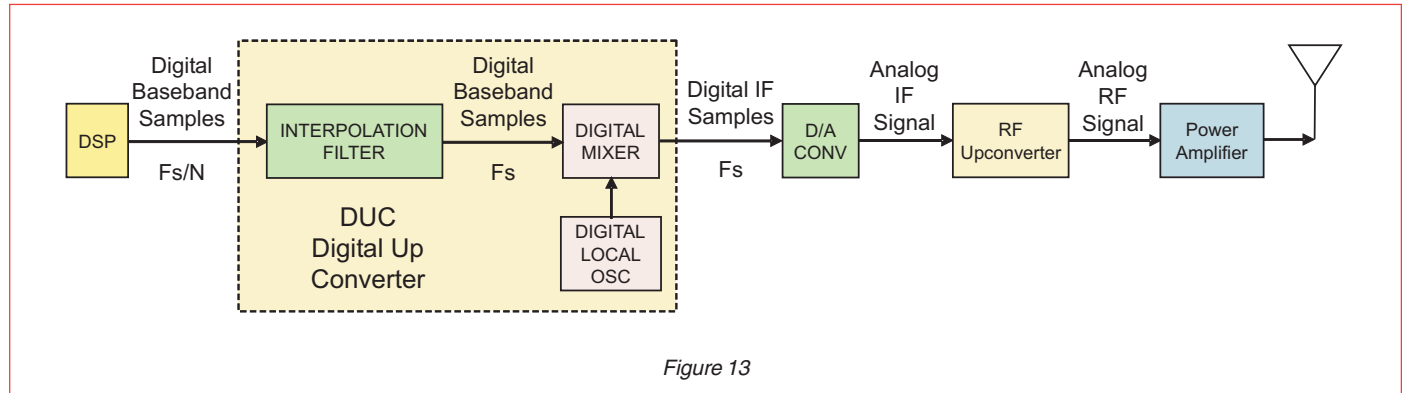 Digital
Baseband
Samples
DSP
Fs/N
INTERPOLATION
FILTER
DUC
Digital Up
Converter
Digital
Baseband
Samples
Fs
DIGITAL
MIXER
DIGITAL
LOCAL
OSC
Digital IF
Samples
Fs
D/A
CONV
Analog
IF
Signal
RF
Upconverter
Analog
RF
Signal
Power
Amplifier
Figure 13